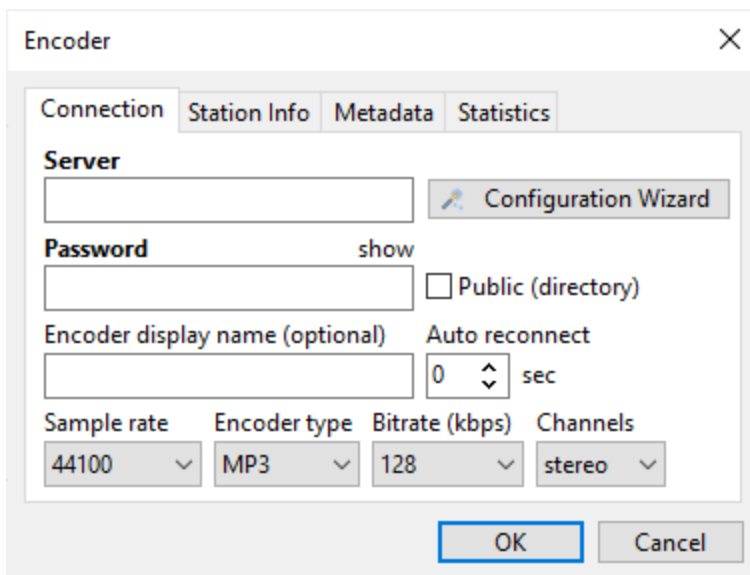 Encoder
Connection Station Info Metadata Statistics
Server
Configuration Wizard
Password show
Public (directory)
Encoder display name (optional) Auto reconnect
0 sec
Sample rate Encoder type Bitrate (kbps) Channels
44100 MP3 128 stereo
OK Cancel